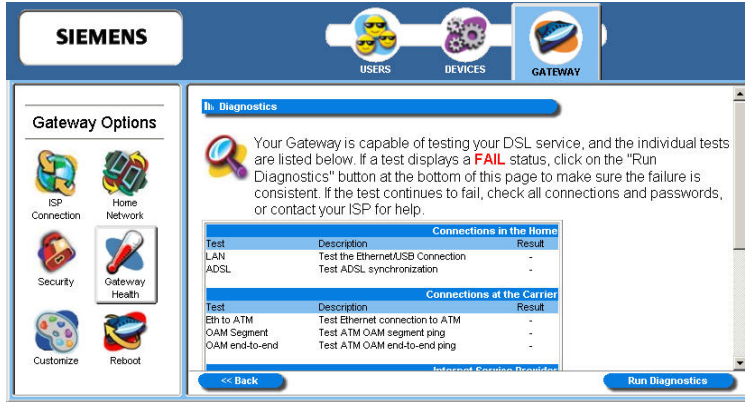 SIEMENS
USERS
DEVICES
GATEWAY
Gateway Options
ISP
Connection
Home
Network
Security
Gateway
Health
Customize
Reboot
Diagnostics
Your Gateway is capable of testing your DSL service, and the individual tests
are listed below. If a test displays a FAIL status, click on the "Run
Diagnostics" button at the bottom of this page to make sure the failure is
consistent. If the test continues to fail, check all connections and passwords,
or contact your ISP for help.
Connections in the Home
Test Description Result
LAN Test the Ethernet/USB Connection -
ADSL Test ADSL synchronization -
Connections at the Carrier
Test Description Result
Eth to ATM Test Ethernet connection to ATM -
OAM Segment Test ATM OAM segment ping -
OAM end-to-end Test ATM OAM end-to-end ping -
Internet Service Provider
<< Back
Run Diagnostics